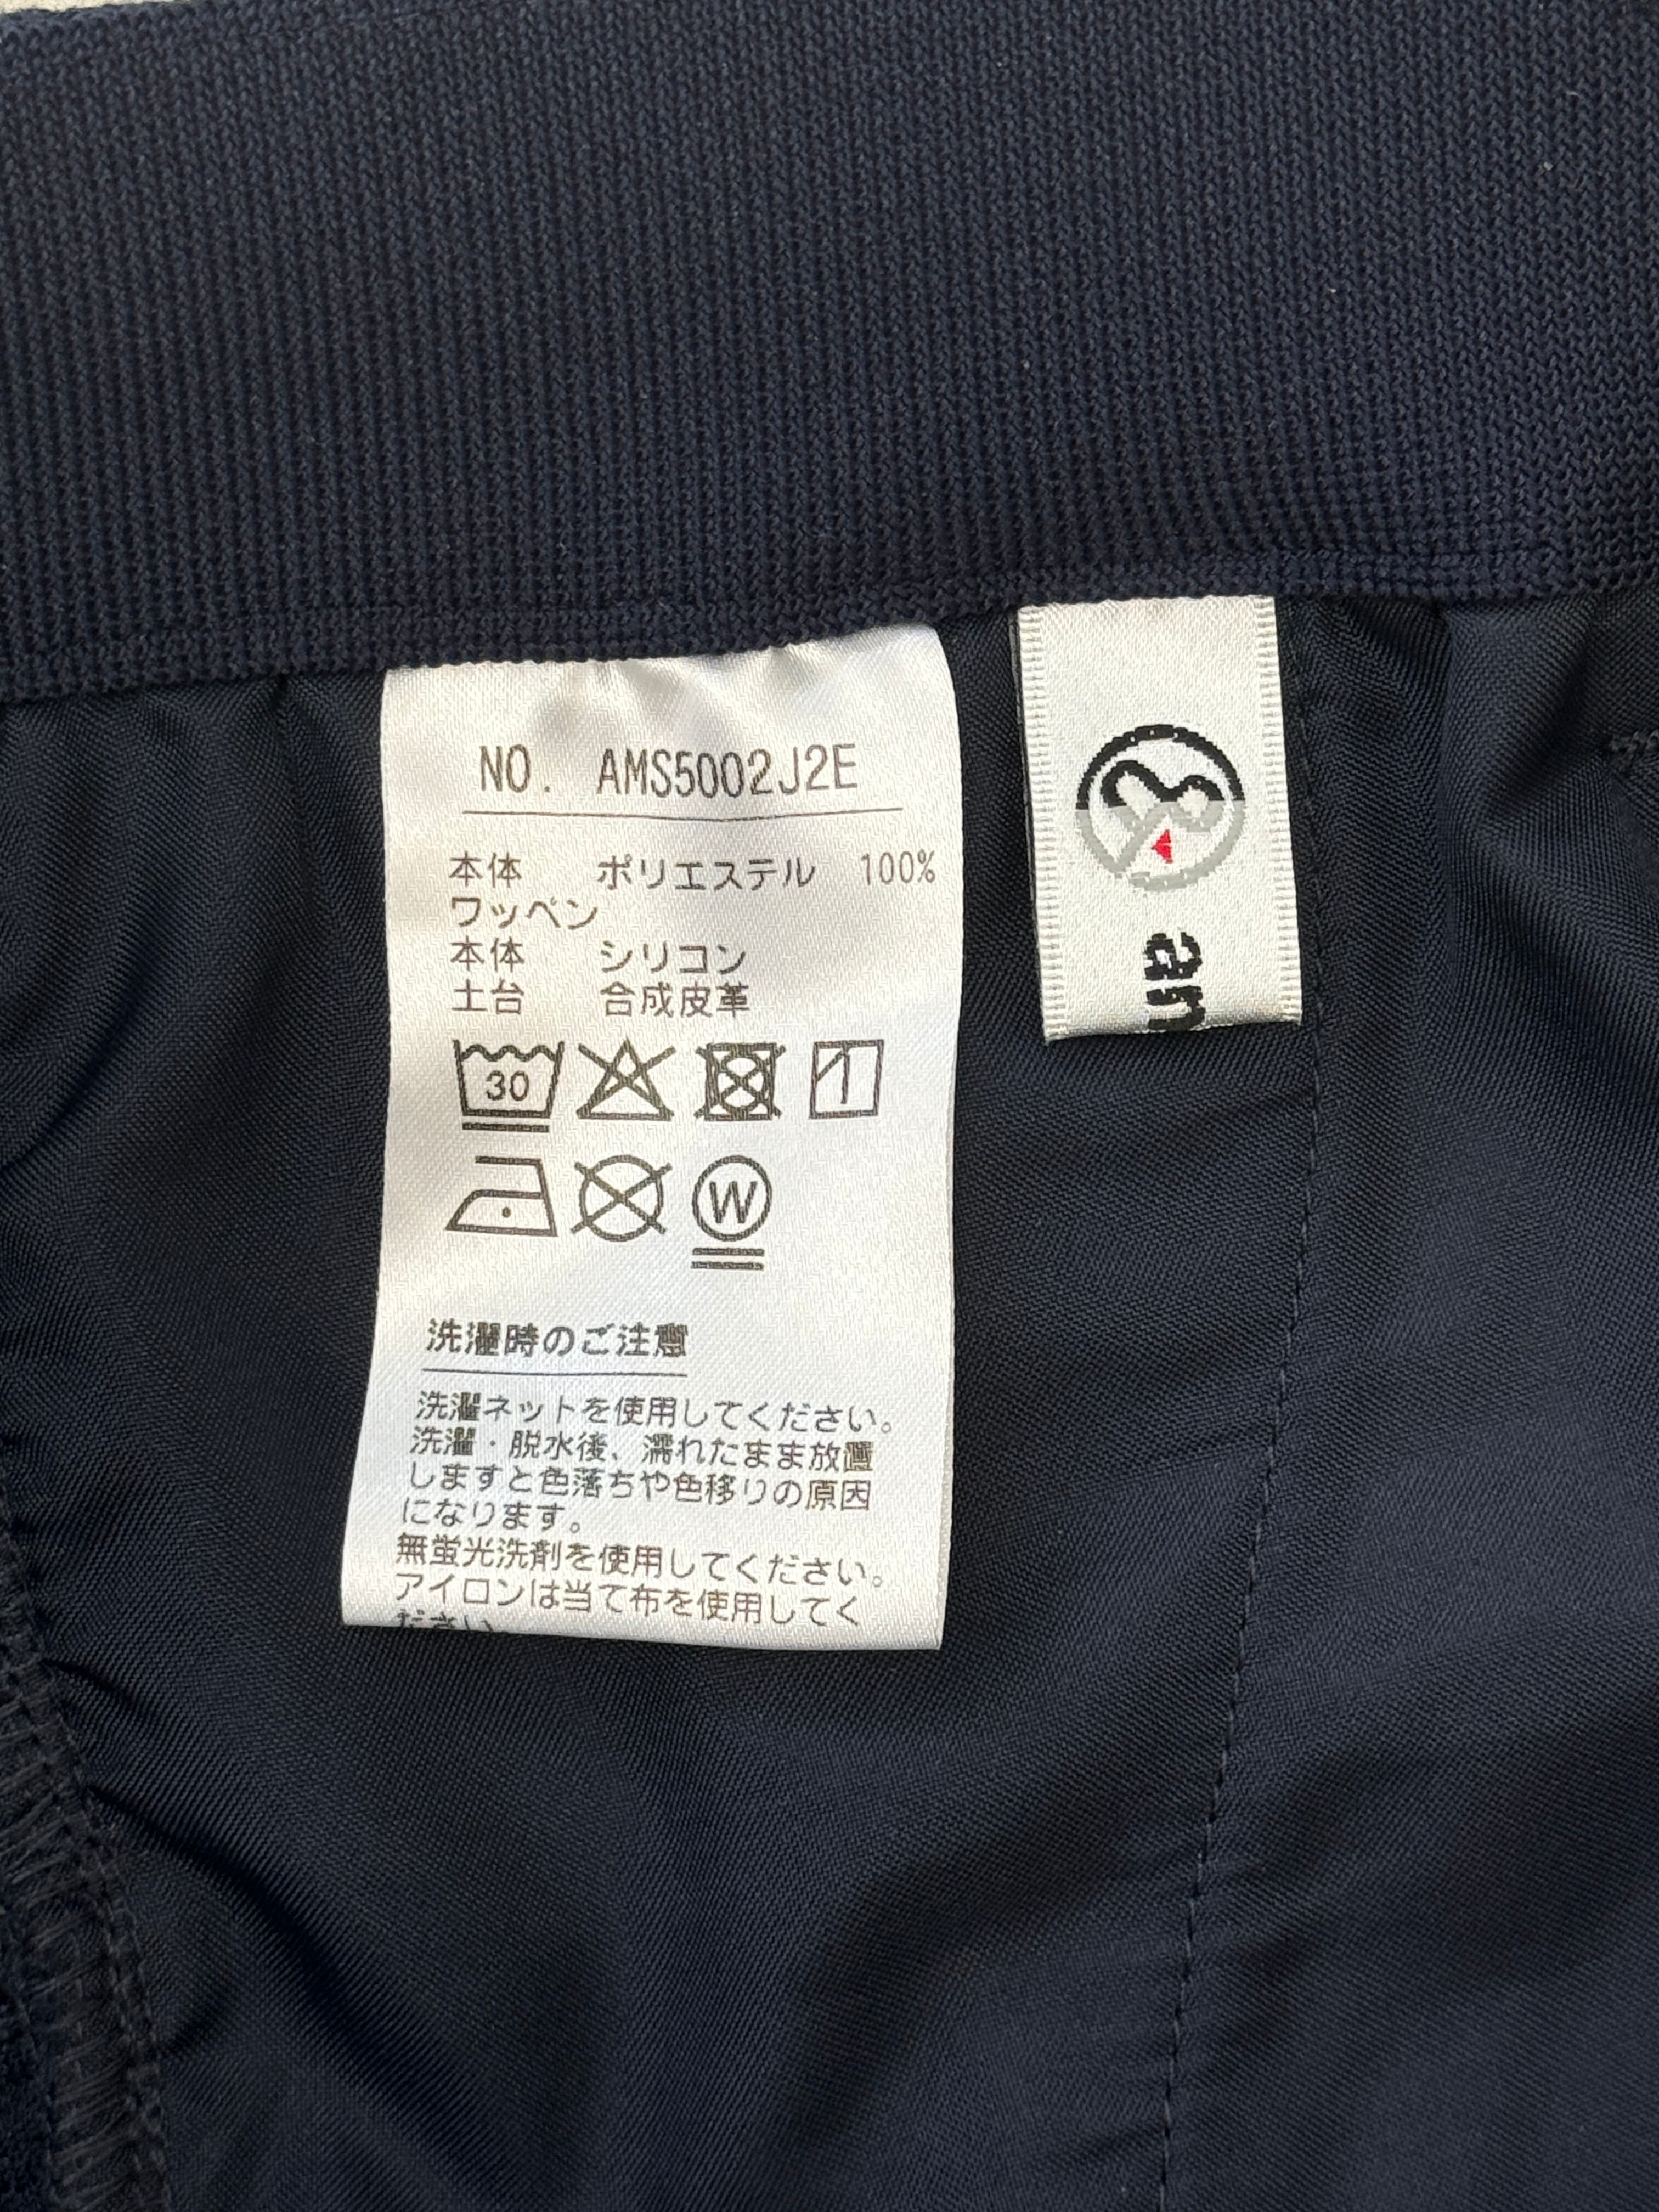 NO. AMS5002J2E
本体 ポリエステル 100%
ワッペン
本体 シリコン
土台 合成皮革
30
W
洗濯時のご注意
洗濯ネットを使用してください。
洗濯・脱水後、濡れたまま放置
しますと色落ちや色移りの原因
になります。
無蛍光洗剤を使用してください。
アイロンは当て布を使用してく
ださい
an